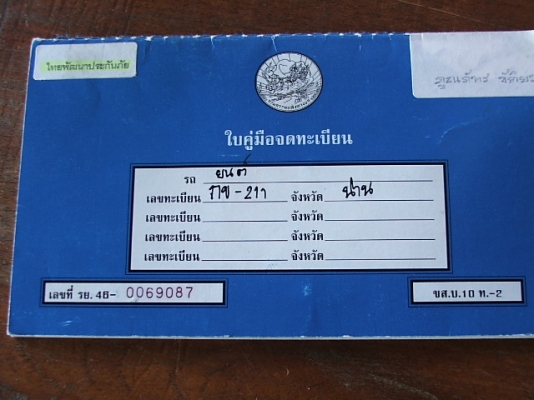 ไทยพัฒนาประกันภัย
ใบคู่มือจดทะเบียน
รถ ยนต์
เลขทะเบียน กข-211 จังหวัด น่าน
เลขทะเบียน จังหวัด
เลขทะเบียน จังหวัด
เลขทะเบียน จังหวัด
เลขที่ รย. 46- 0069087
ขส.บ.10 ท.-2